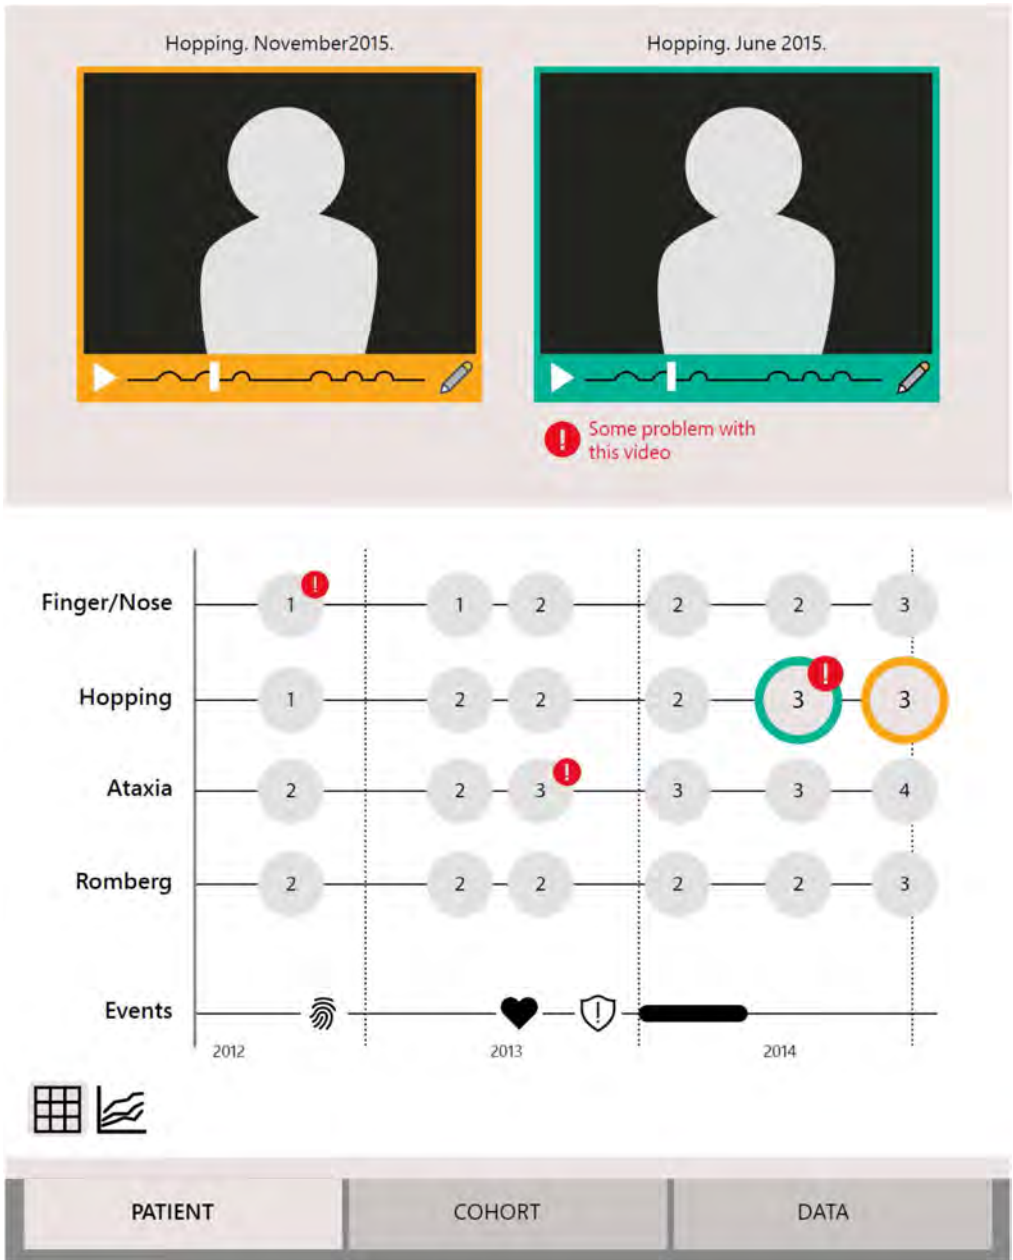 Hopping. November2015.
Hopping. June 2015.
Some problem with
this video
Finger/Nose 1 ! 1 2 2 2 3
Hopping 1 2 2 2 3 ! 3
Ataxia 2 2 3 ! 3 3 4
Romberg 2 2 2 2 2 3
Events
2012 2013 2014
PATIENT COHORT DATA